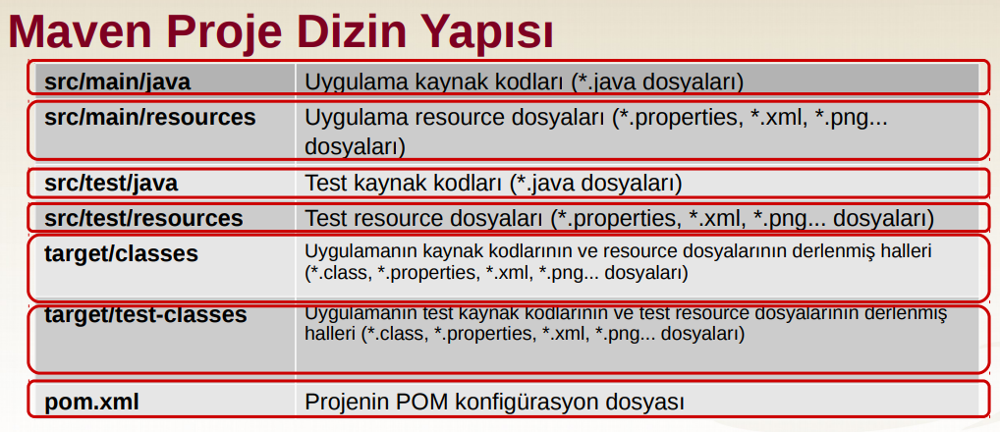 Maven Proje Dizin Yapısı
src/main/java Uygulama kaynak kodları (*.java dosyaları)
src/main/resources Uygulama resource dosyaları (*.properties, *.xml, *.png...
dosyaları)
src/test/java Test kaynak kodları (*.java dosyaları)
src/test/resources Test resource dosyaları (*.properties, *.xml, *.png... dosyaları)
target/classes Uygulamanın kaynak kodlarının ve resource dosyalarının derlenmiş halleri
(*.class, *.properties, *.xml, *.png... dosyaları)
target/test-classes Uygulamanın test kaynak kodlarının ve test resource dosyalarının derlenmiş
halleri (*.class, *.properties, *.xml, *.png... dosyaları)
pom.xml Projenin POM konfigürasyon dosyası